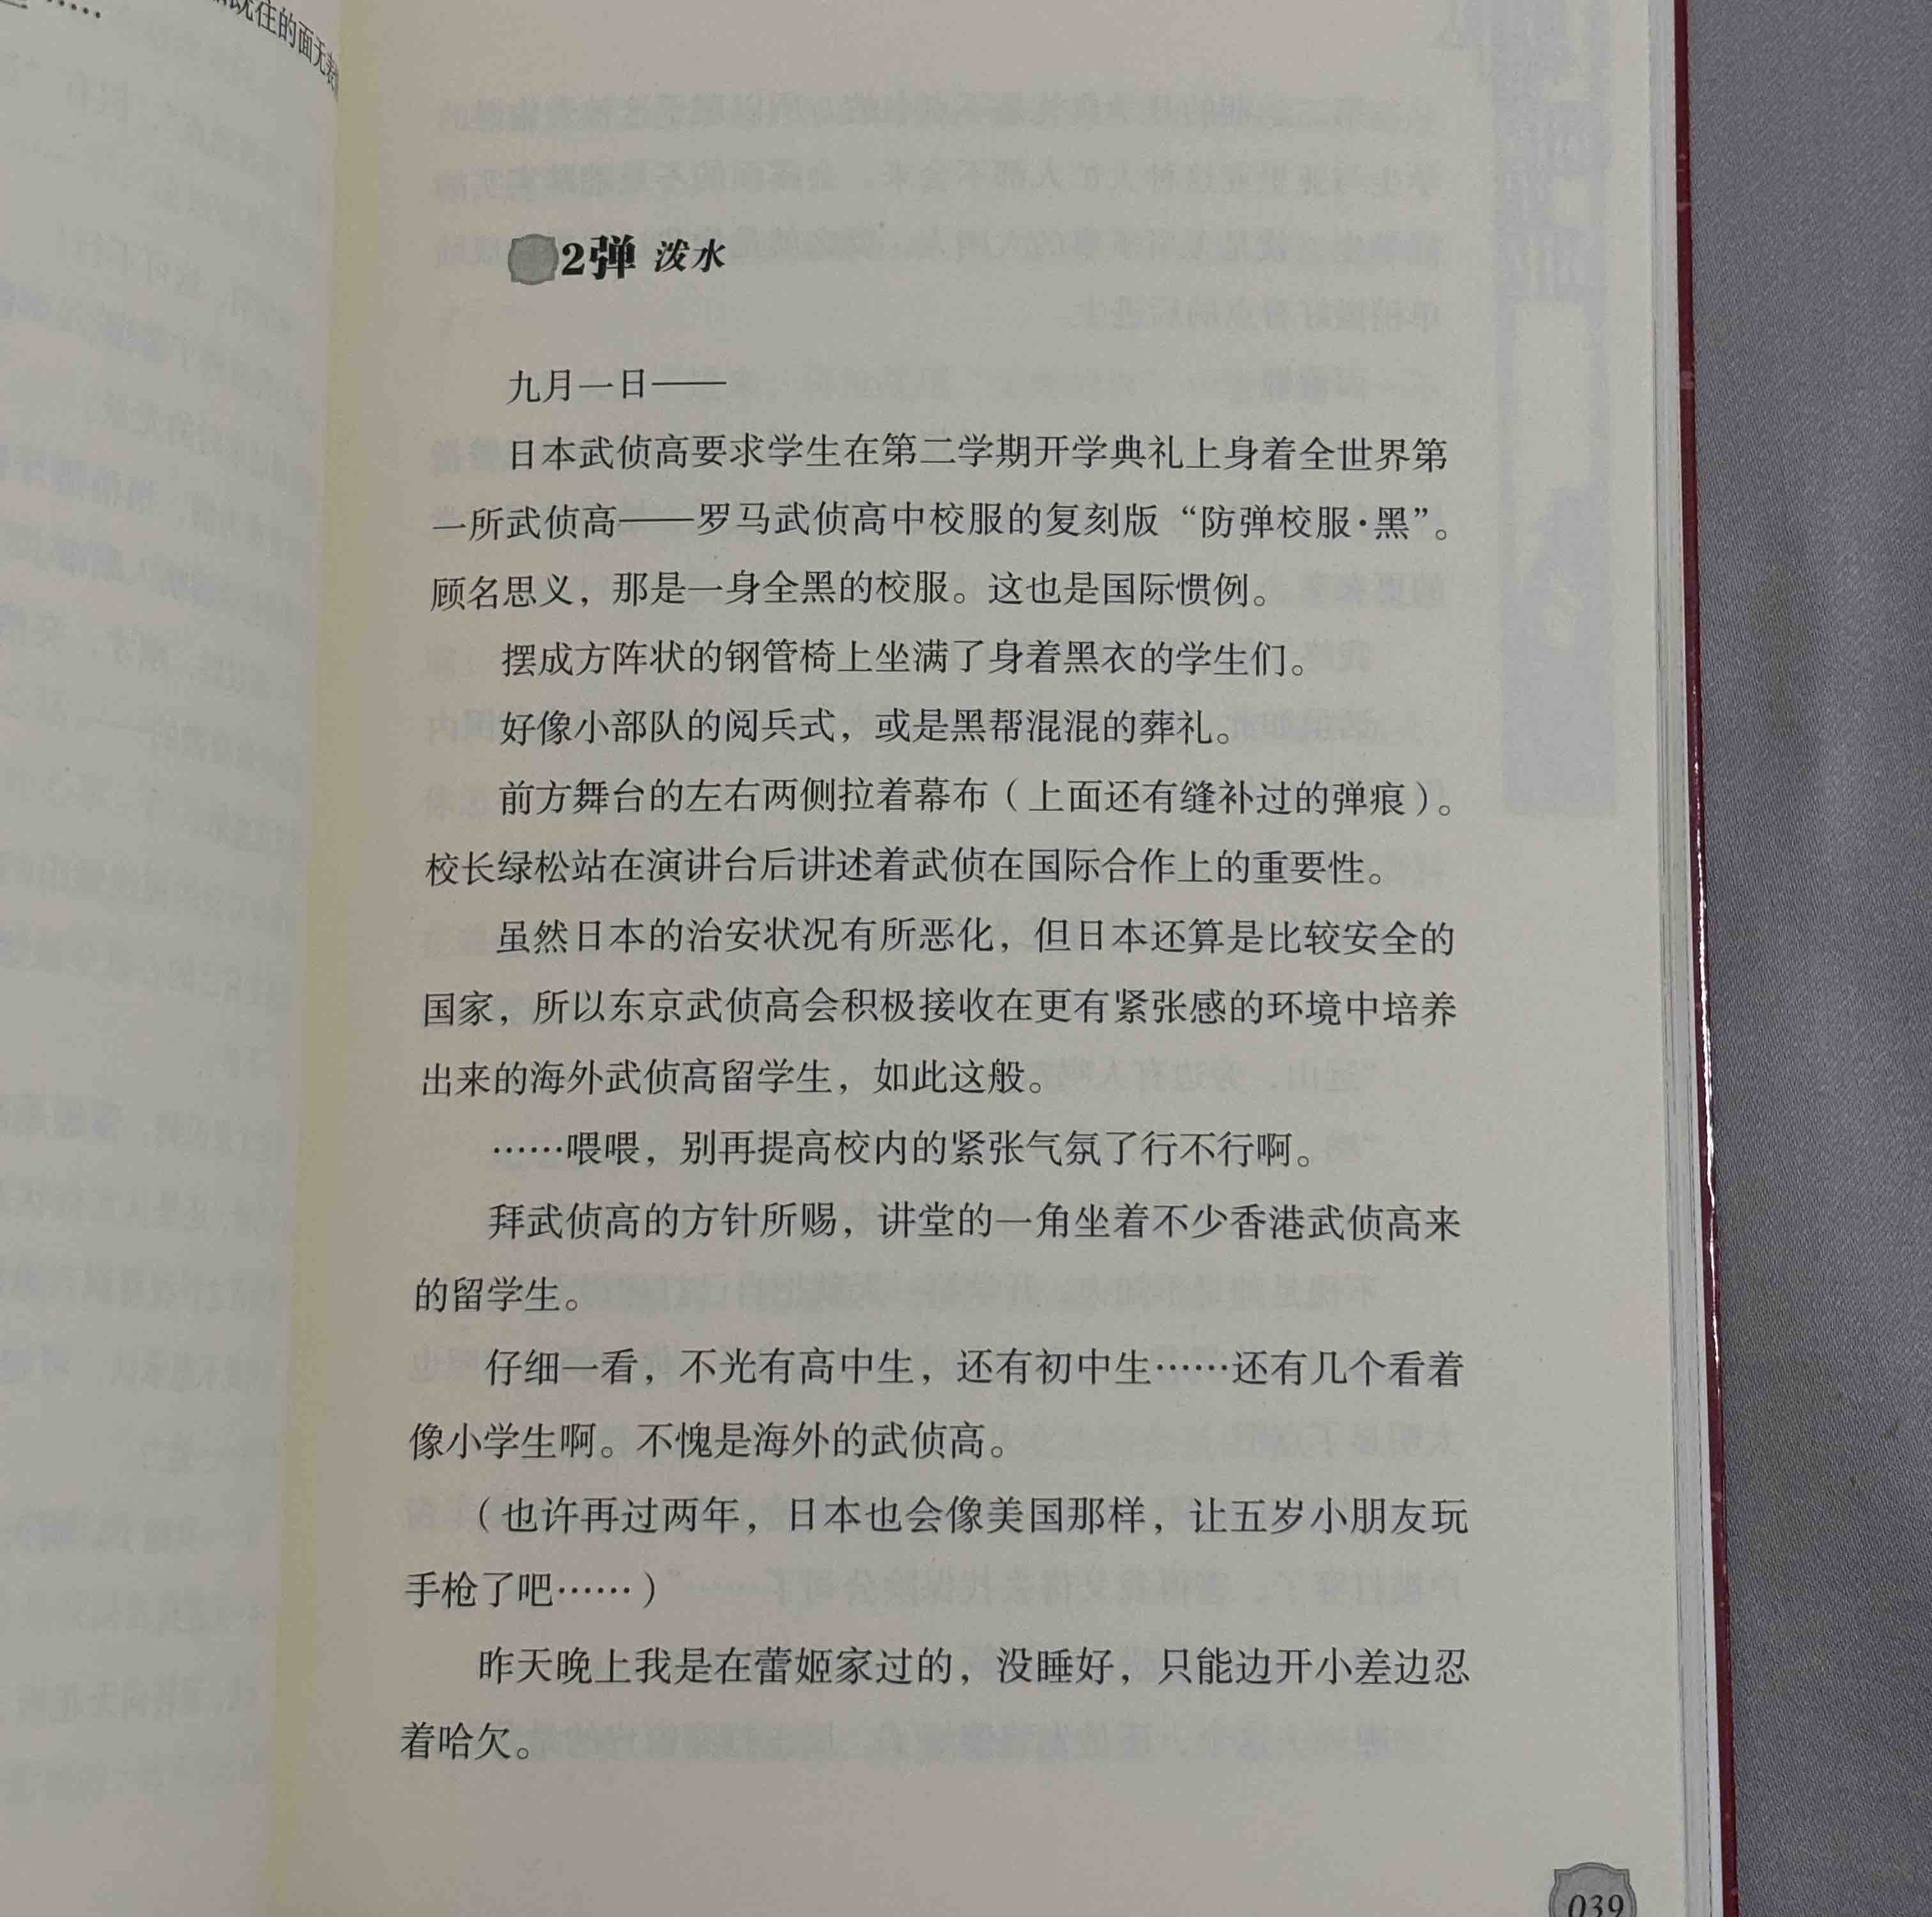 2弹 泼水
九月一日——
日本武侦高要求学生在第二学期开学典礼上身着全世界第
一所武侦高——罗马武侦高中校服的复刻版“防弹校服·黑”。
顾名思义，那是一身全黑的校服。这也是国际惯例。
摆成方阵状的钢管椅上坐满了身着黑衣的学生们。
好像小部队的阅兵式，或是黑帮混混的葬礼。
前方舞台的左右两侧拉着幕布（上面还有缝补过的弹痕）。
校长绿松站在演讲台后讲述着武侦在国际合作上的重要性。
虽然日本的治安状况有所恶化，但日本还算是比较安全的
国家，所以东京武侦高会积极接收在更有紧张感的环境中培养
出来的海外武侦高留学生，如此这般。
……喂喂，别再提高校内的紧张气氛了行不行啊。
拜武侦高的方针所赐，讲堂的一角坐着不少香港武侦高来
的留学生。
仔细一看，不光有高中生，还有初中生……还有几个看着
像小学生啊。不愧是海外的武侦高。
（也许再过两年，日本也会像美国那样，让五岁小朋友玩
手枪了吧……）
昨天晚上我是在蕾姬家过的，没睡好，只能边开小差边忍
着哈欠。
039